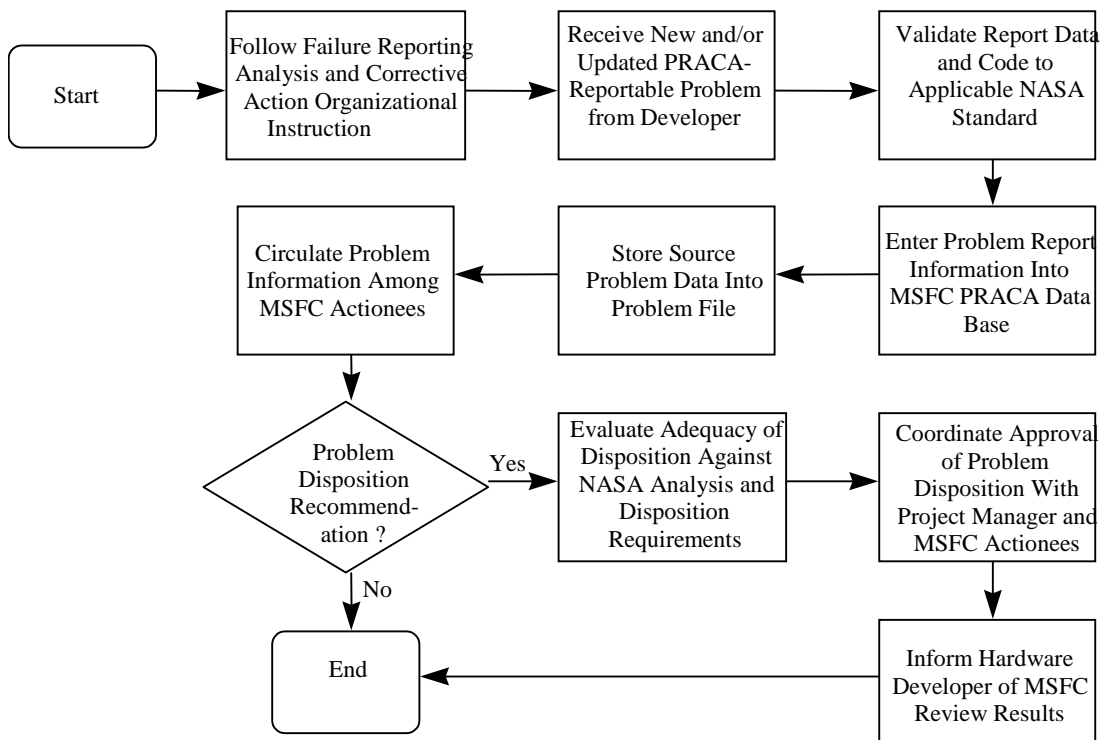 Start
Follow Failure Reporting
Analysis and Corrective
Action Organizational
Instruction
Receive New and/or
Updated PRACA-
Reportable Problem
from Developer
Validate Report Data
and Code to
Applicable NASA
Standard
Enter Problem Report
Information Into
MSFC PRACA Data
Base
Store Source
Problem Data Into
Problem File
Circulate Problem
Information Among
MSFC Actionees
Problem
Disposition
Recommend-
ation ?
Yes
Evaluate Adequacy of
Disposition Against
NASA Analysis and
Disposition
Requirements
Coordinate Approval
of Problem
Disposition With
Project Manager and
MSFC Actionees
No
End
Inform Hardware
Developer of MSFC
Review Results